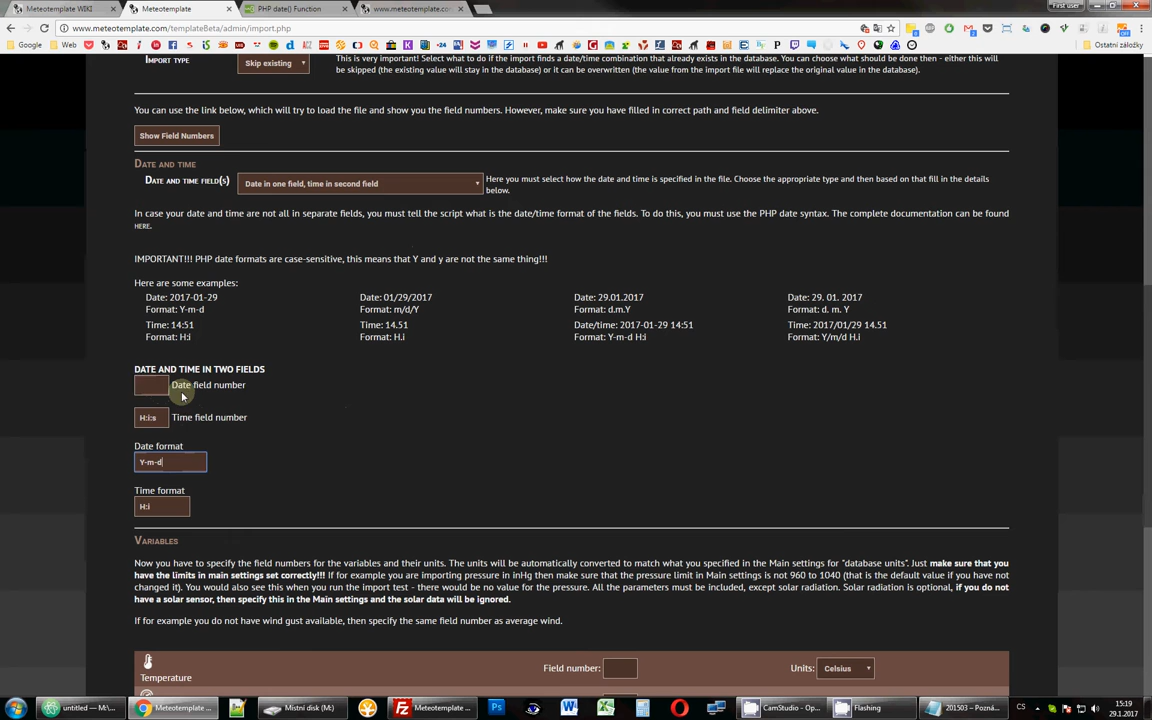 Meteotemplate WIKI
Meteotemplate
PHP date() Function
www.meteotemplate.co
First user
www.meteotemplate.com/templateBeta/admin/import.php
Google
Web
Ostatní záložky
IMPORT TYPE
Skip existing
This is very important! Select what to do if the import finds a date/time combination that already exists in the database. You can choose what should be done then - either this will
be skipped (the existing value will stay in the database) or it can be overwritten (the value from the import file will replace the original value in the database).
You can use the link below, which will try to load the file and show you the field numbers. However, make sure you have filled in correct path and field delimiter above.
Show Field Numbers
DATE AND TIME
DATE AND TIME FIELD(S)
Date in one field, time in second field
Here you must select how the date and time is specified in the file. Choose the appropriate type and then based on that fill in the details
below.
In case your date and time are not all in separate fields, you must tell the script what is the date/time format of the fields. To do this, you must use the PHP date syntax. The complete documentation can be found
HERE.
IMPORTANT!!! PHP date formats are case-sensitive, this means that Y and y are not the same thing!!!
Here are some examples:
Date: 2017-01-29
Format: Y-m-d
Time: 14:51
Format: H:i
Date: 01/29/2017
Format: m/d/Y
Time: 14.51
Format: H.i
Date: 29.01.2017
Format: d.m.Y
Date/time: 2017-01-29 14:51
Format: Y-m-d H:i
Date: 29. 01. 2017
Format: d. m. Y
Time: 2017/01/29 14.51
Format: Y/m/d H.i
DATE AND TIME IN TWO FIELDS
Date field number
H:i:s Time field number
Date format
Y-m-d
Time format
H:i
VARIABLES
Now you have to specify the field numbers for the variables and their units. The units will be automatically converted to match what you specified in the Main settings for "database units". Just make sure that you
have the limits in main settings set correctly!!! If for example you are importing pressure in inHg then make sure that the pressure limit in Main settings is not 960 to 1040 (that is the default value if you have not
changed it). You would also see this when you run the import test - there would be no value for the pressure. All the parameters must be included, except solar radiation. Solar radiation is optional, if you do not
have a solar sensor, then specify this in the Main settings and the solar data will be ignored.
If for example you do not have wind gust available, then specify the same field number as average wind.
Temperature
Field number:
Units:
Celsius
untitled — M:\...
Meteotemplate ...
Místní disk (M:)
Meteotemplate ...
CamStudio - Op...
Flashing
201503 – Pozná...
CS
15:19
29.1.2017